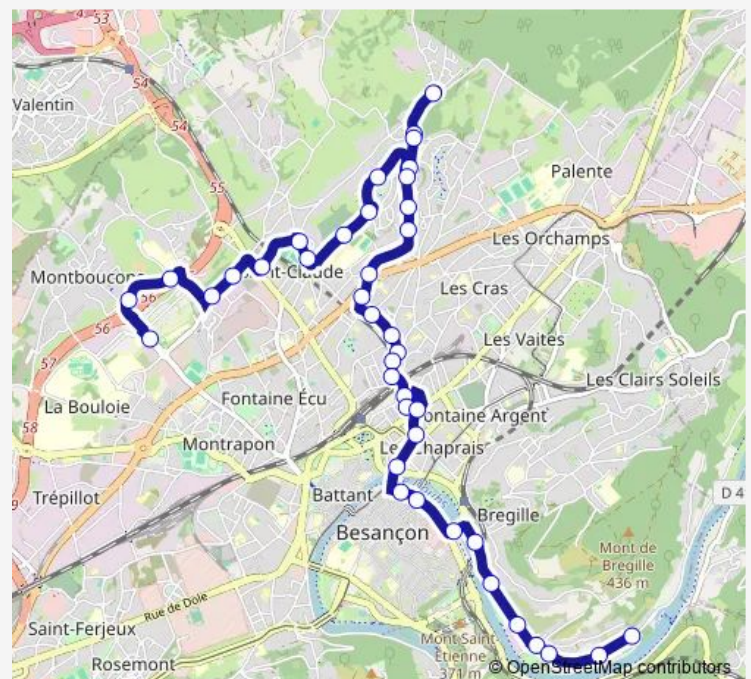 53
54
Valentin
54
55
Palente
Les Orchamps
Montboucons
56
Saint-Claude
56
Les Cras
57
Les Vaites
Les Clairs Soleils
La Bouloie
Fontaine Écu
Fontaine Argent
58
Montrapon
Les Chaprais
Trépillot
Battant
D 4
Bregille
Besançon
Mont de
Bregille
436 m
Rue de Dole
Saint-Ferjeux
Mont Saint-
Étienne
371 m
Rosemont
© OpenStreetMap contributors